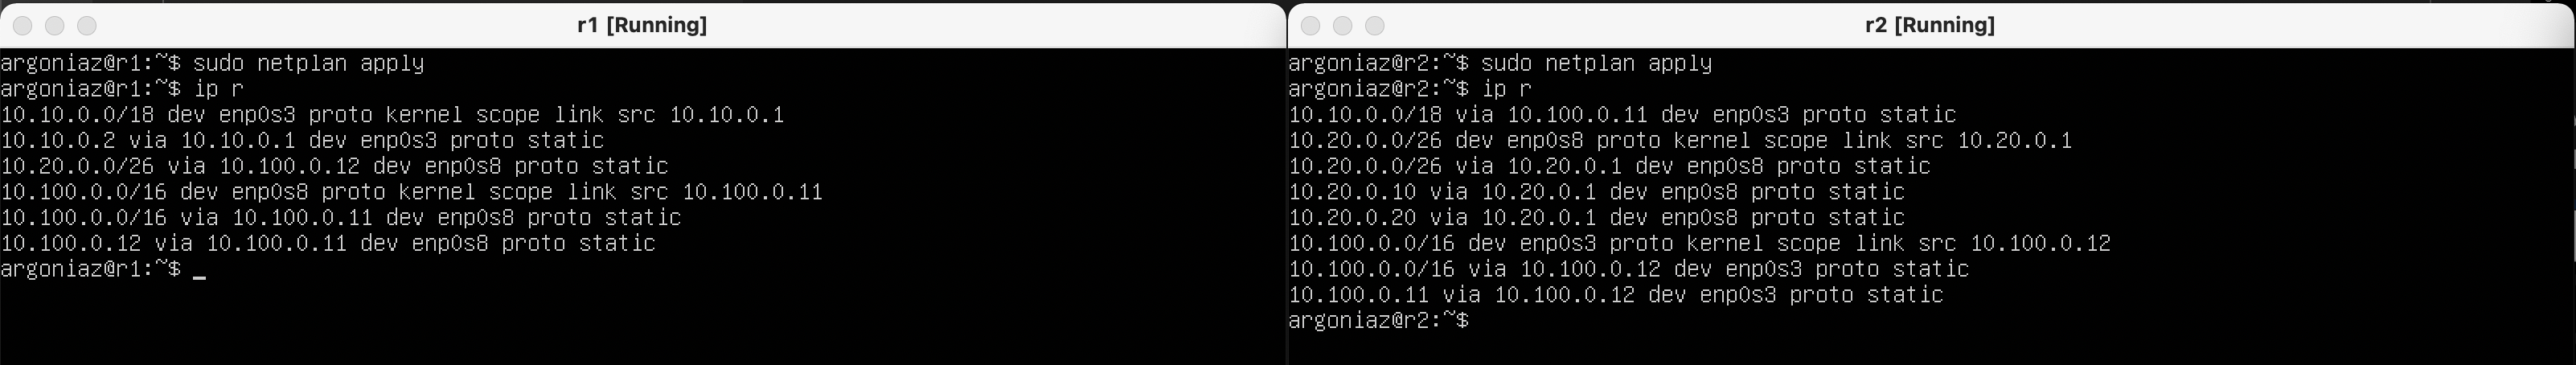 r1 [Running]
argoniaz@r1:~$ sudo netplan apply
argoniaz@r1:~$ ip r
10.10.0.0/18 dev enp0s3 proto kernel scope link src 10.10.0.1
10.10.0.2 via 10.10.0.1 dev enp0s3 proto static
10.20.0.0/26 via 10.100.0.12 dev enp0s8 proto static
10.100.0.0/16 dev enp0s8 proto kernel scope link src 10.100.0.11
10.100.0.0/16 via 10.100.0.11 dev enp0s8 proto static
10.100.0.12 via 10.100.0.11 dev enp0s8 proto static
argoniaz@r1:~$ _
r2 [Running]
argoniaz@r2:~$ sudo netplan apply
argoniaz@r2:~$ ip r
10.10.0.0/18 via 10.100.0.11 dev enp0s3 proto static
10.20.0.0/26 dev enp0s8 proto kernel scope link src 10.20.0.1
10.20.0.0/26 via 10.20.0.1 dev enp0s8 proto static
10.20.0.10 via 10.20.0.1 dev enp0s8 proto static
10.20.0.20 via 10.20.0.1 dev enp0s8 proto static
10.100.0.0/16 dev enp0s3 proto kernel scope link src 10.100.0.12
10.100.0.0/16 via 10.100.0.12 dev enp0s3 proto static
10.100.0.11 via 10.100.0.12 dev enp0s3 proto static
argoniaz@r2:~$